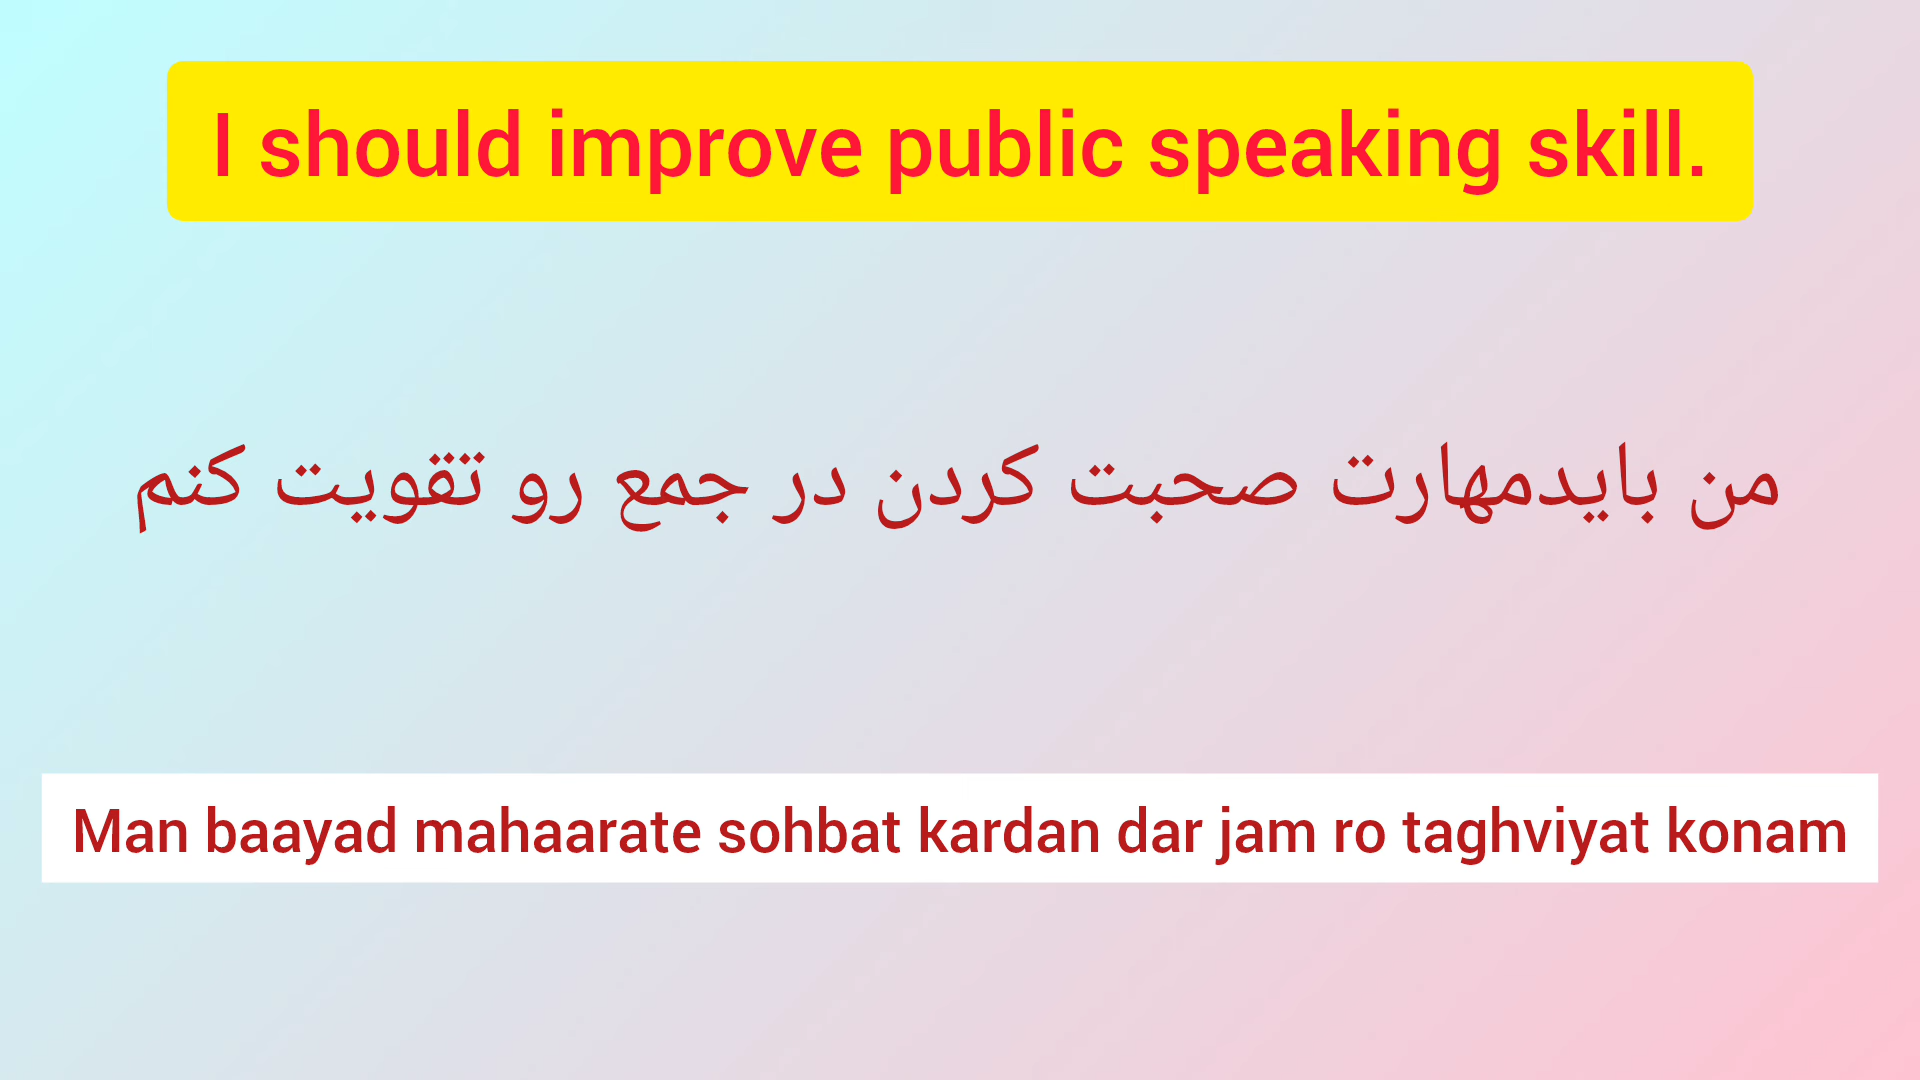 I should improve public speaking skill.
من بایدمهارت صحبت کردن در جمع رو تقویت کنم
Man baayad mahaarate sohbat kardan dar jam ro taghviyat konam